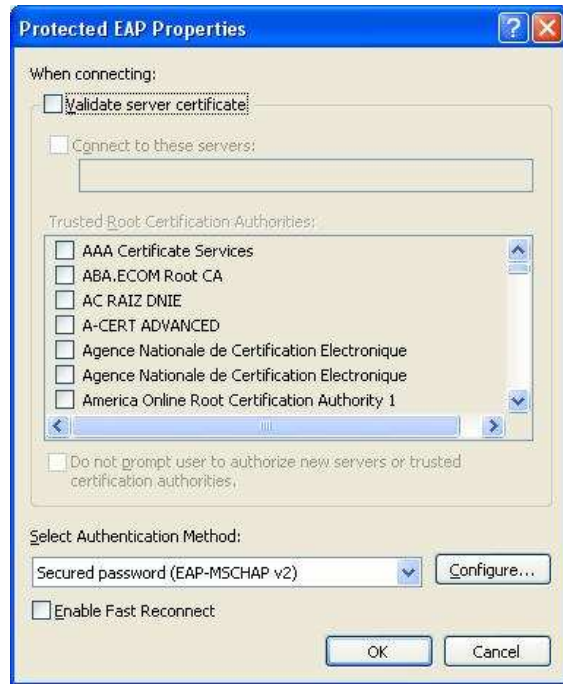 Protected EAP Properties
When connecting:
Validate server certificate
Connect to these servers:
Trusted Root Certification Authorities:
AAA Certificate Services
ABA.ECOM Root CA
AC RAIZ DNIE
A-CERT ADVANCED
Agence Nationale de Certification Electronique
Agence Nationale de Certification Electronique
America Online Root Certification Authority 1
Do not prompt user to authorize new servers or trusted
certification authorities.
Select Authentication Method:
Secured password (EAP-MSCHAP v2)
Configure...
Enable Fast Reconnect
OK
Cancel